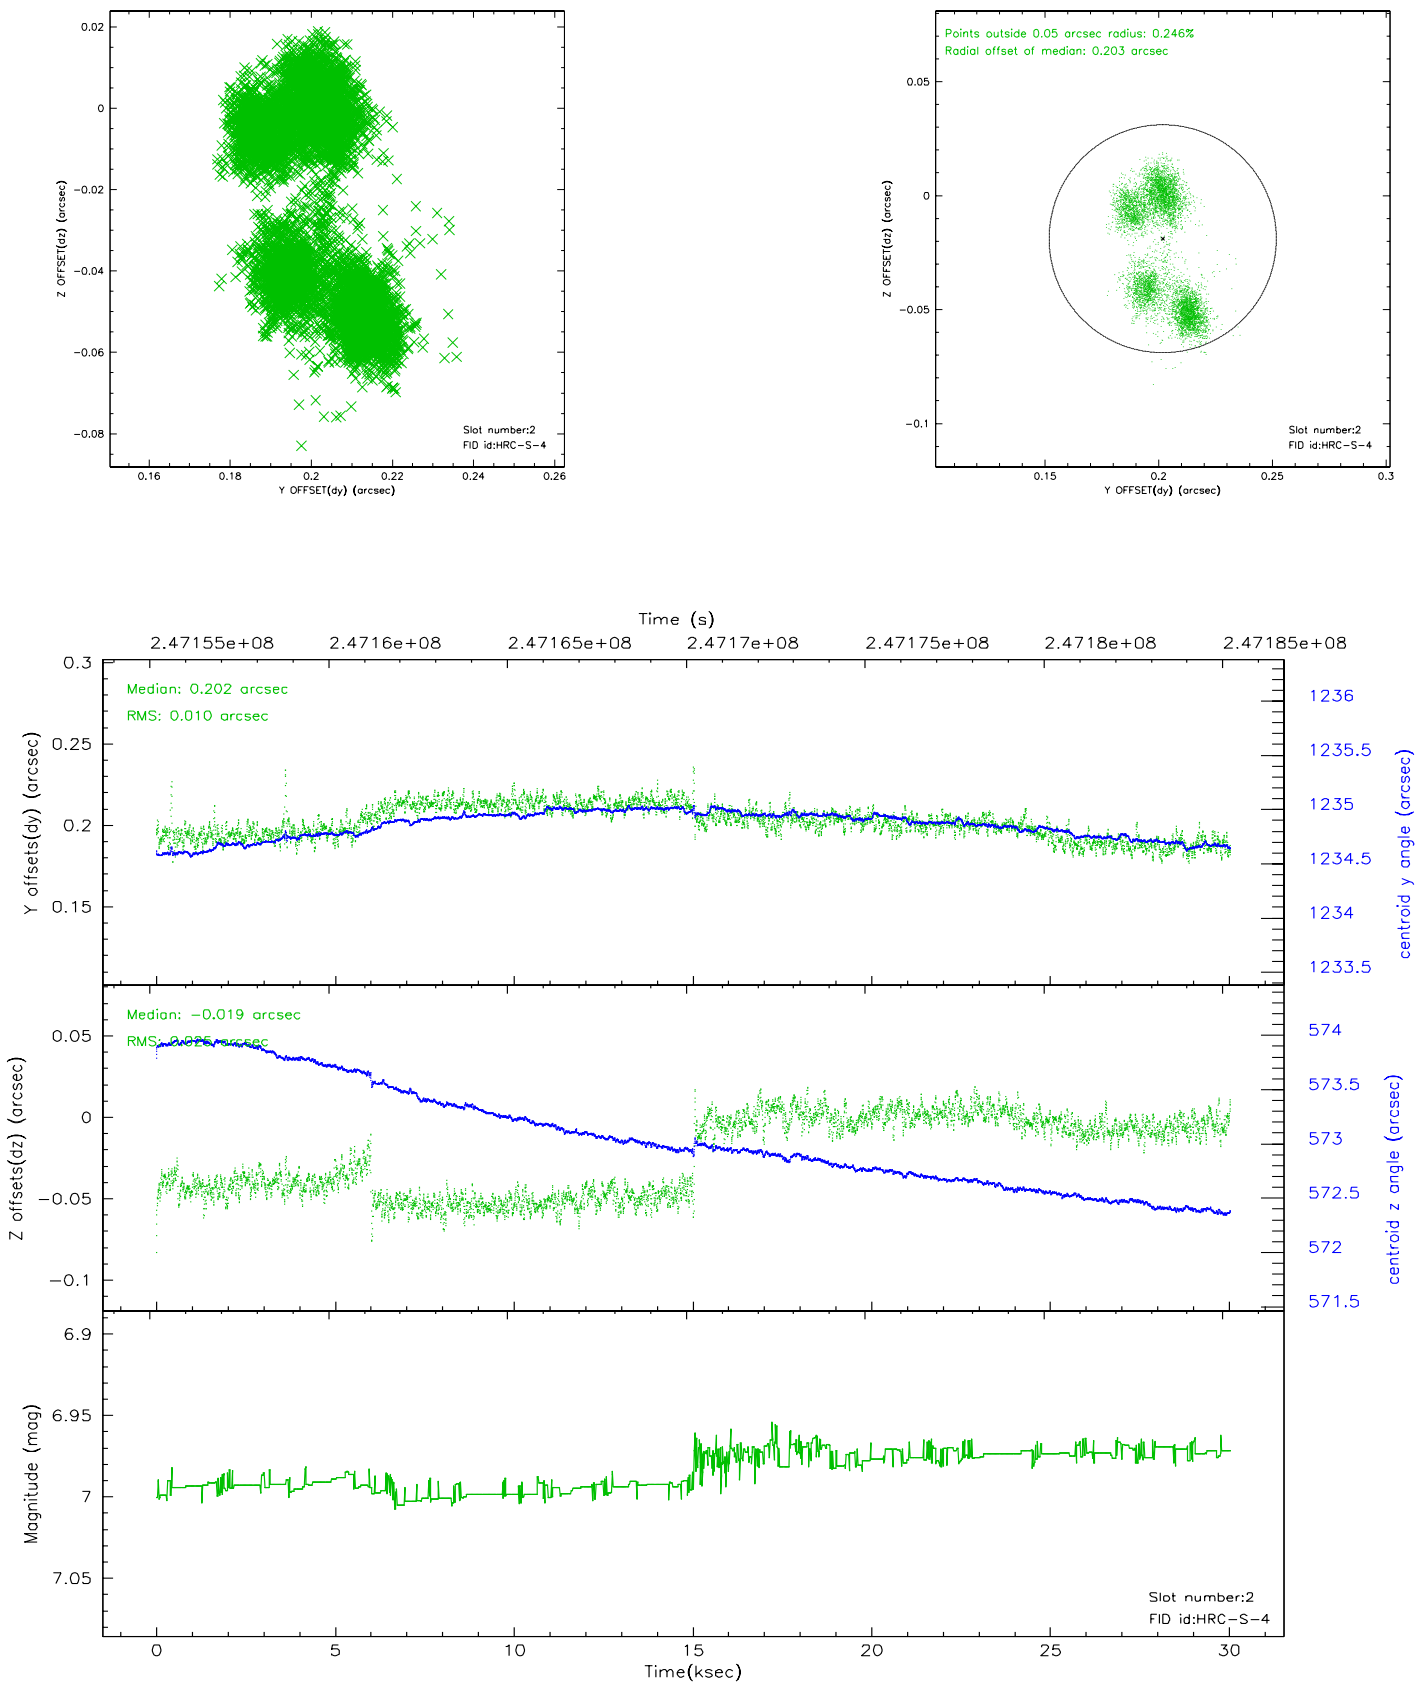 0.02
0
−0.02
−0.04
−0.06
−0.08
Z OFFSET(dz) (arcsec)
Slot number:2
FID id:HRC−S−4
0.16
0.18
0.2
0.22
0.24
0.26
Y OFFSET(dy) (arcsec)
Points outside 0.05 arcsec radius: 0.246%
Radial offset of median: 0.203 arcsec
0.05
0
−0.05
−0.1
Z OFFSET(dz) (arcsec)
Slot number:2
FID id:HRC−S−4
0.15
0.2
0.25
0.3
Y OFFSET(dy) (arcsec)
Time (s)
2.47155e+08
2.4716e+08
2.47165e+08
2.4717e+08
2.47175e+08
2.4718e+08
2.47185e+08
0.3
0.25
0.2
0.15
Y offsets(dy) (arcsec)
Median: 0.202 arcsec
RMS: 0.010 arcsec
1236
1235.5
1235
1234.5
1234
1233.5
centroid y angle (arcsec)
0.05
0
−0.05
−0.1
Z offsets(dz) (arcsec)
Median: −0.019 arcsec
RMS: 0.026 arcsec
574
573.5
573
572.5
572
571.5
centroid z angle (arcsec)
6.9
6.95
7
7.05
Magnitude (mag)
Slot number:2
FID id:HRC−S−4
0
5
10
15
20
25
30
Time(ksec)